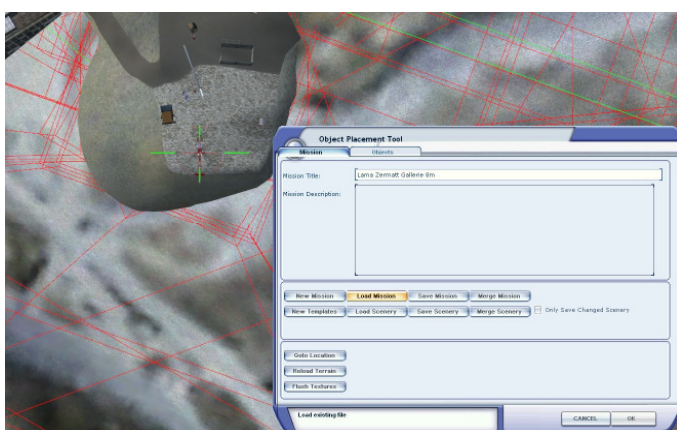 Object Placement Tool
Mission Objects
Mission Title: Lama Zermatt Gallerie 6m
Mission Description:
New Mission Load Mission Save Mission Merge Mission
New Templates Load Scenery Save Scenery Merge Scenery Only Save Changed Scenery
Goto Location
Reload Terrain
Flush Textures
Load existing file
CANCEL OK